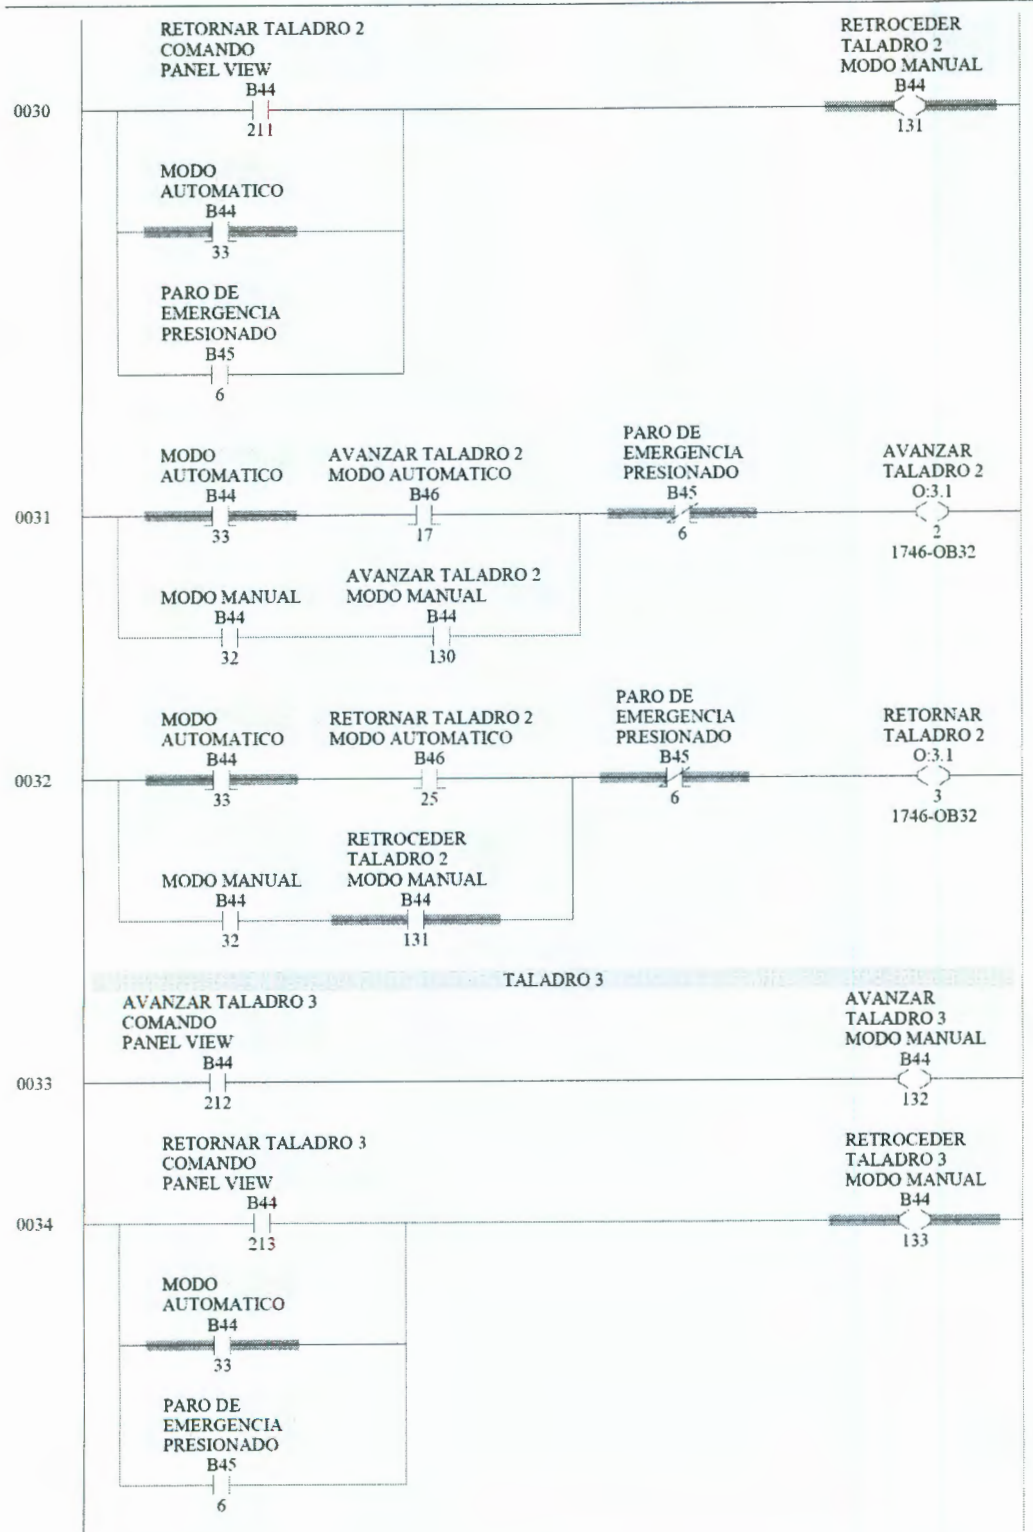 RETORNAR TALADRO 2
COMANDO
PANEL VIEW
B44
211
RETROCEDER
TALADRO 2
MODO MANUAL
B44
131
0030
MODO
AUTOMATICO
B44
33
PARO DE
EMERGENCIA
PRESIONADO
B45
6
0031
MODO
AUTOMATICO
B44
33
AVANZAR TALADRO 2
MODO AUTOMATICO
B46
17
PARO DE
EMERGENCIA
PRESIONADO
B45
6
AVANZAR
TALADRO 2
O:3.1
2
1746-OB32
MODO MANUAL
B44
32
AVANZAR TALADRO 2
MODO MANUAL
B44
130
0032
MODO
AUTOMATICO
B44
33
RETORNAR TALADRO 2
MODO AUTOMATICO
B46
25
PARO DE
EMERGENCIA
PRESIONADO
B45
6
RETORNAR
TALADRO 2
O:3.1
3
1746-OB32
MODO MANUAL
B44
32
RETROCEDER
TALADRO 2
MODO MANUAL
B44
131
TALADRO 3
0033
AVANZAR TALADRO 3
COMANDO
PANEL VIEW
B44
212
AVANZAR
TALADRO 3
MODO MANUAL
B44
132
0034
RETORNAR TALADRO 3
COMANDO
PANEL VIEW
B44
213
RETROCEDER
TALADRO 3
MODO MANUAL
B44
133
MODO
AUTOMATICO
B44
33
PARO DE
EMERGENCIA
PRESIONADO
B45
6